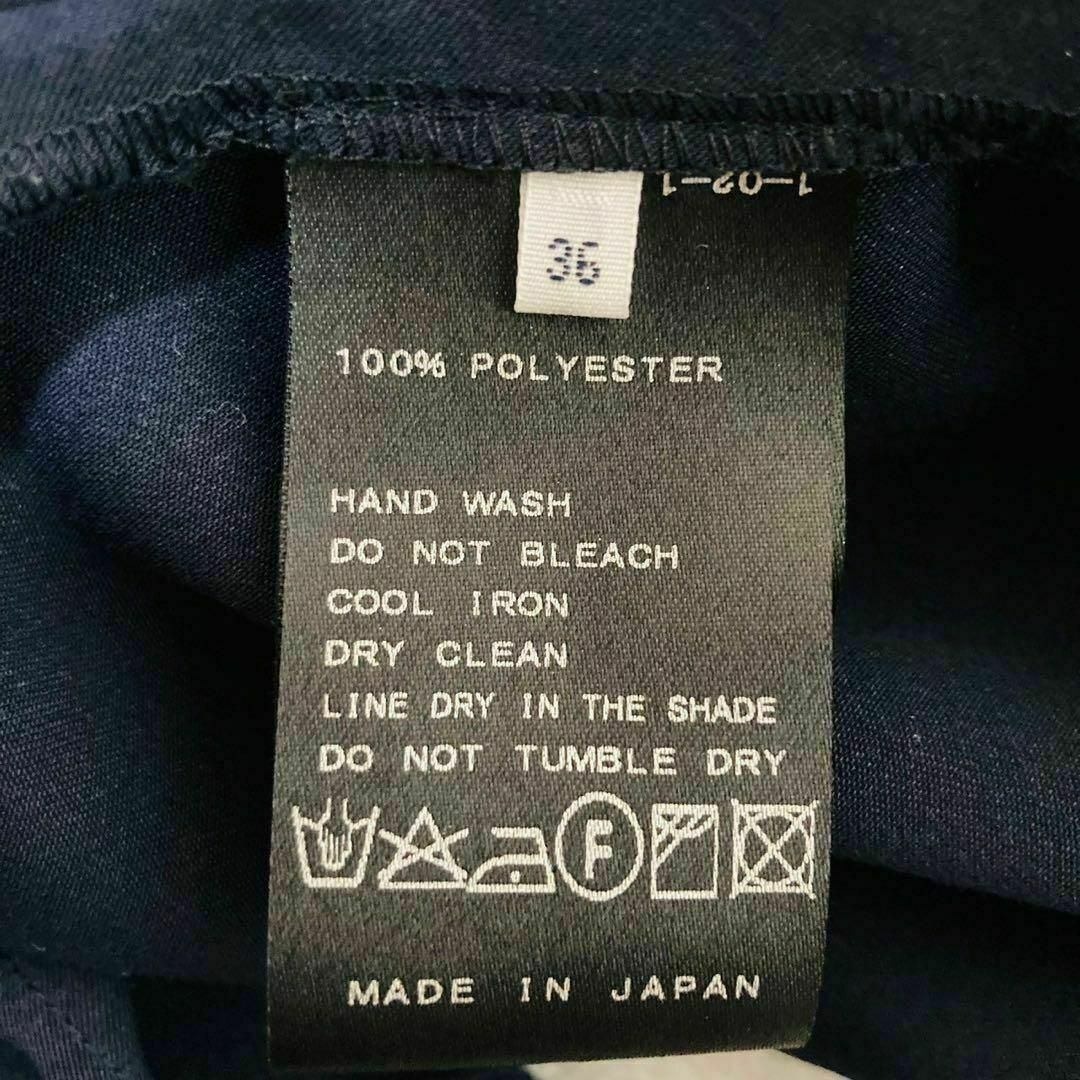 1-02-1
36
100% POLYESTER
HAND WASH
DO NOT BLEACH
COOL IRON
DRY CLEAN
LINE DRY IN THE SHADE
DO NOT TUMBLE DRY
F
MADE IN JAPAN